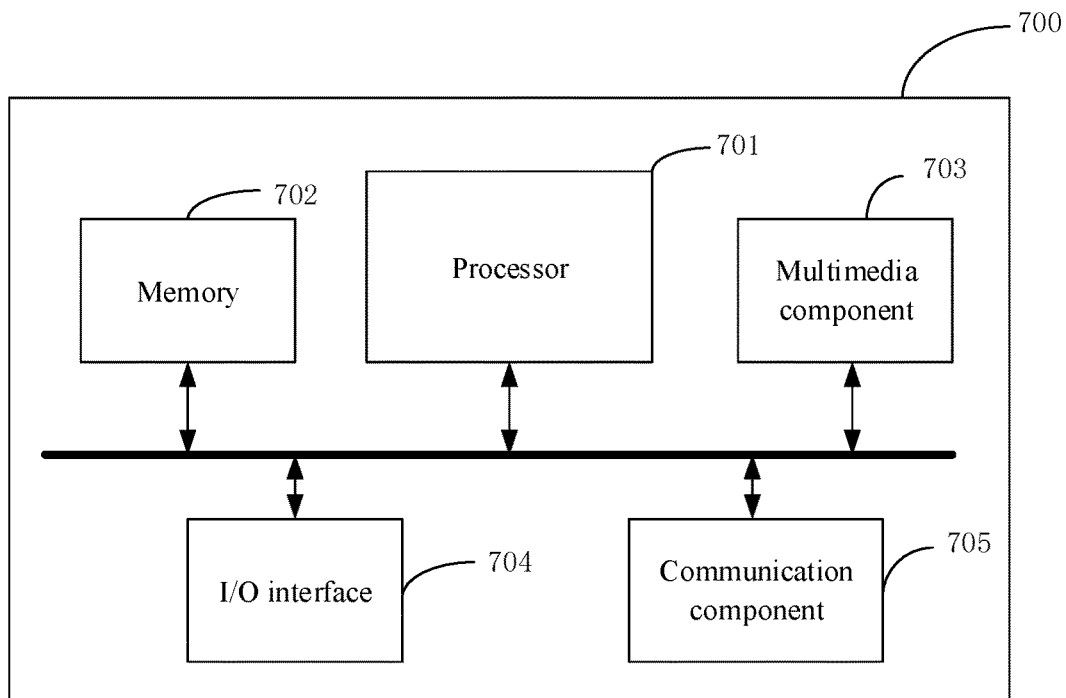 700
701
702
703
Memory
Processor
Multimedia
component
I/O interface
704
Communication
component
705